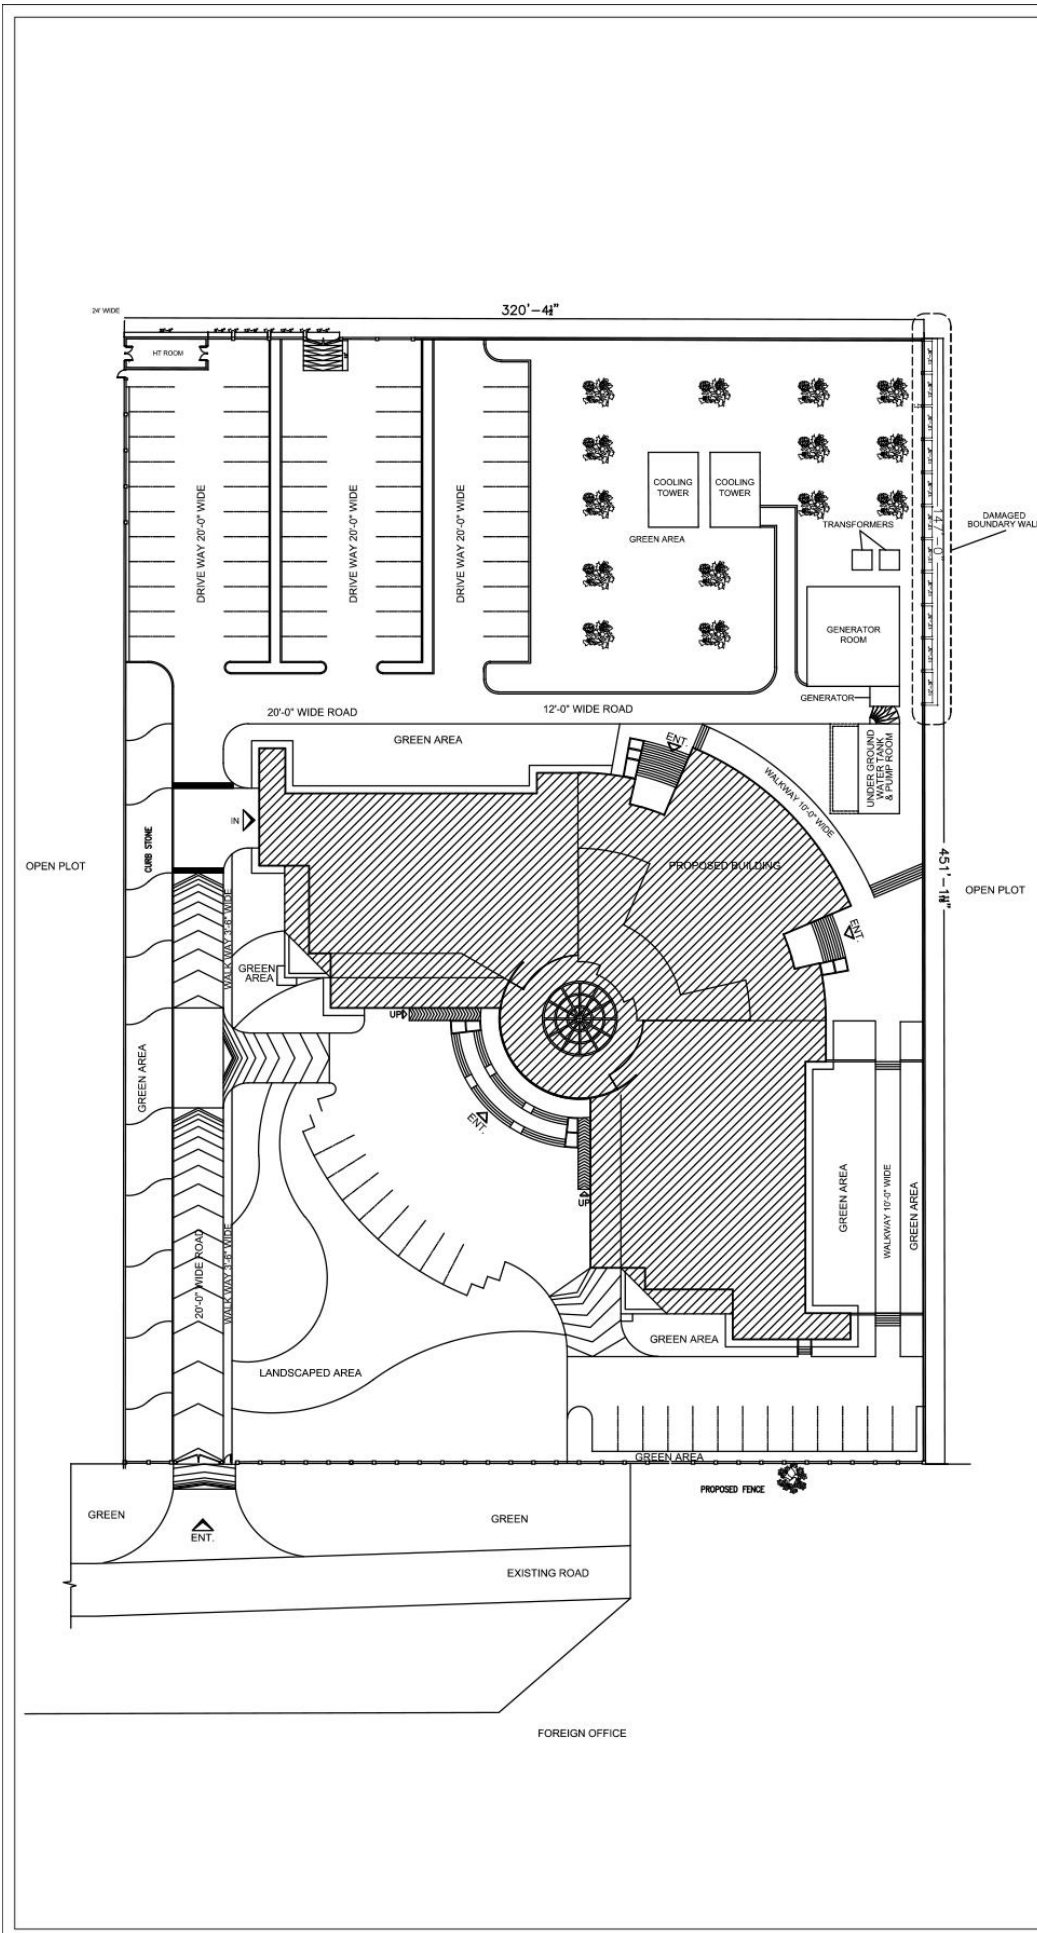 320'-4½"
24' WIDE
HT ROOM
DRIVE WAY 20'-0" WIDE
DRIVE WAY 20'-0" WIDE
DRIVE WAY 20'-0" WIDE
COOLING
TOWER
COOLING
TOWER
GREEN AREA
TRANSFORMERS
147'-0"
DAMAGED
BOUNDARY WALL
GENERATOR
ROOM
GENERATOR
20'-0" WIDE ROAD
12'-0" WIDE ROAD
GREEN AREA
ENT.
WALKWAY 10'-0" WIDE
UNDER GROUND
WATER TANK
& PUMP ROOM
IN
CURB STONE
OPEN PLOT
PROPOSED BUILDING
451'-1
OPEN PLOT
WALK WAY 3'-6" WIDE
ENT.
GREEN
AREA
UP
GREEN AREA
ENT.
UP
GREEN AREA
WALKWAY 10'-0" WIDE
GREEN AREA
20'-0" WIDE ROAD
WALK WAY 3'-6" WIDE
GREEN AREA
LANDSCAPED AREA
GREEN AREA
PROPOSED FENCE
GREEN
ENT.
GREEN
EXISTING ROAD
FOREIGN OFFICE